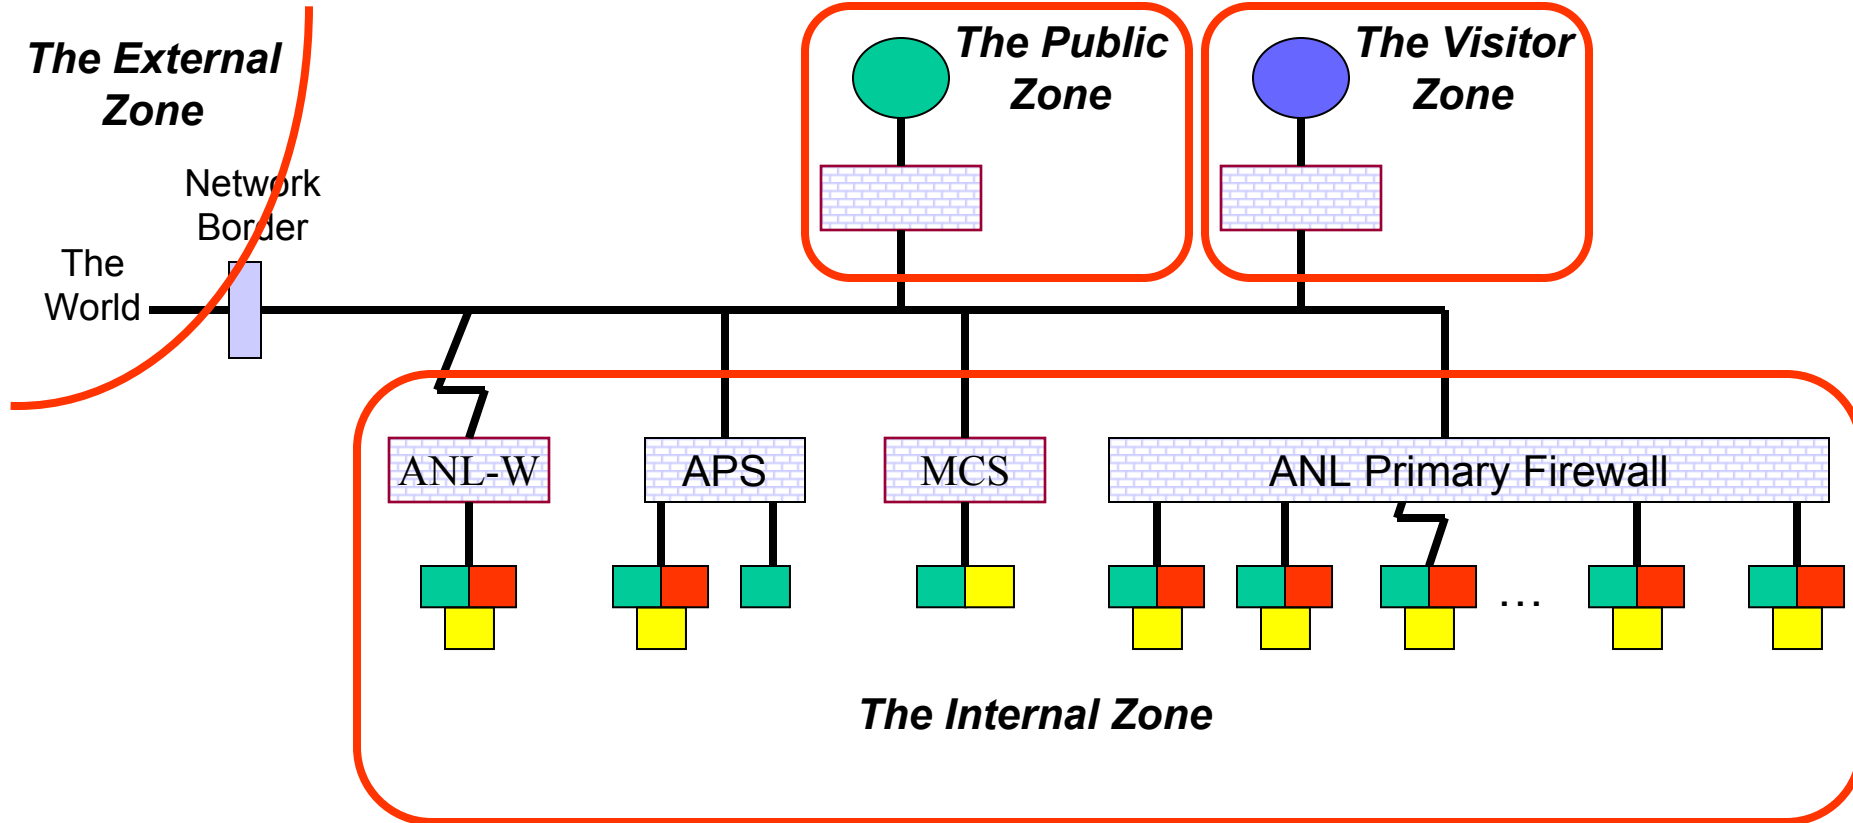 The External
Zone
Network
Border
The
World
The Public
Zone
The Visitor
Zone
ANL-W
APS
MCS
ANL Primary Firewall
...
The Internal Zone